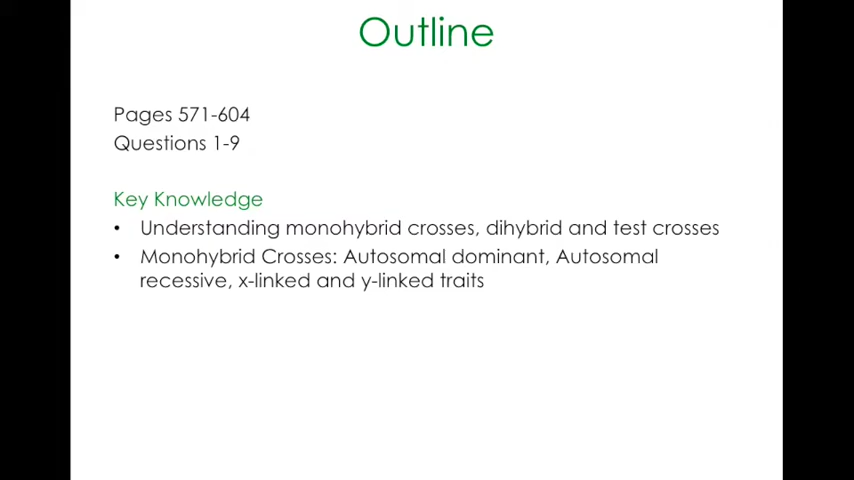 Outline
Pages 571-604
Questions 1-9
Key Knowledge
• Understanding monohybrid crosses, dihybrid and test crosses
• Monohybrid Crosses: Autosomal dominant, Autosomal
recessive, x-linked and y-linked traits